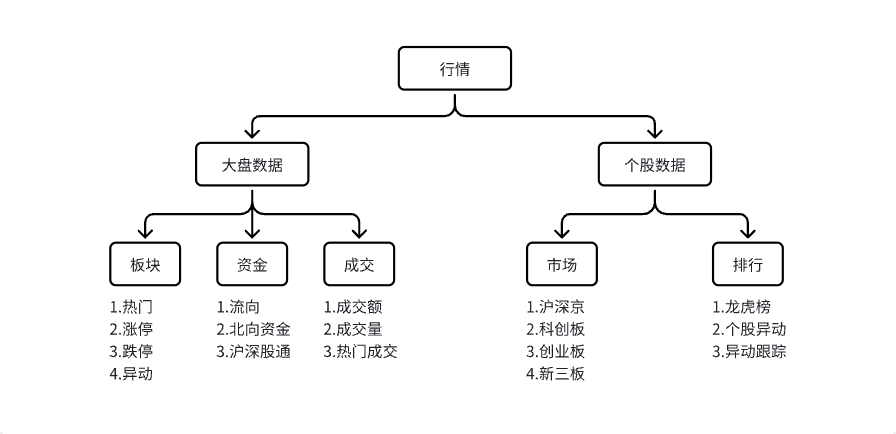 行情
大盘数据
个股数据
板块
资金
成交
市场
排行
1.热门
2.涨停
3.跌停
4.异动
1.流向
2.北向资金
3.沪深股通
1.成交额
2.成交量
3.热门成交
1.沪深京
2.科创板
3.创业板
4.新三板
1.龙虎榜
2.个股异动
3.异动跟踪